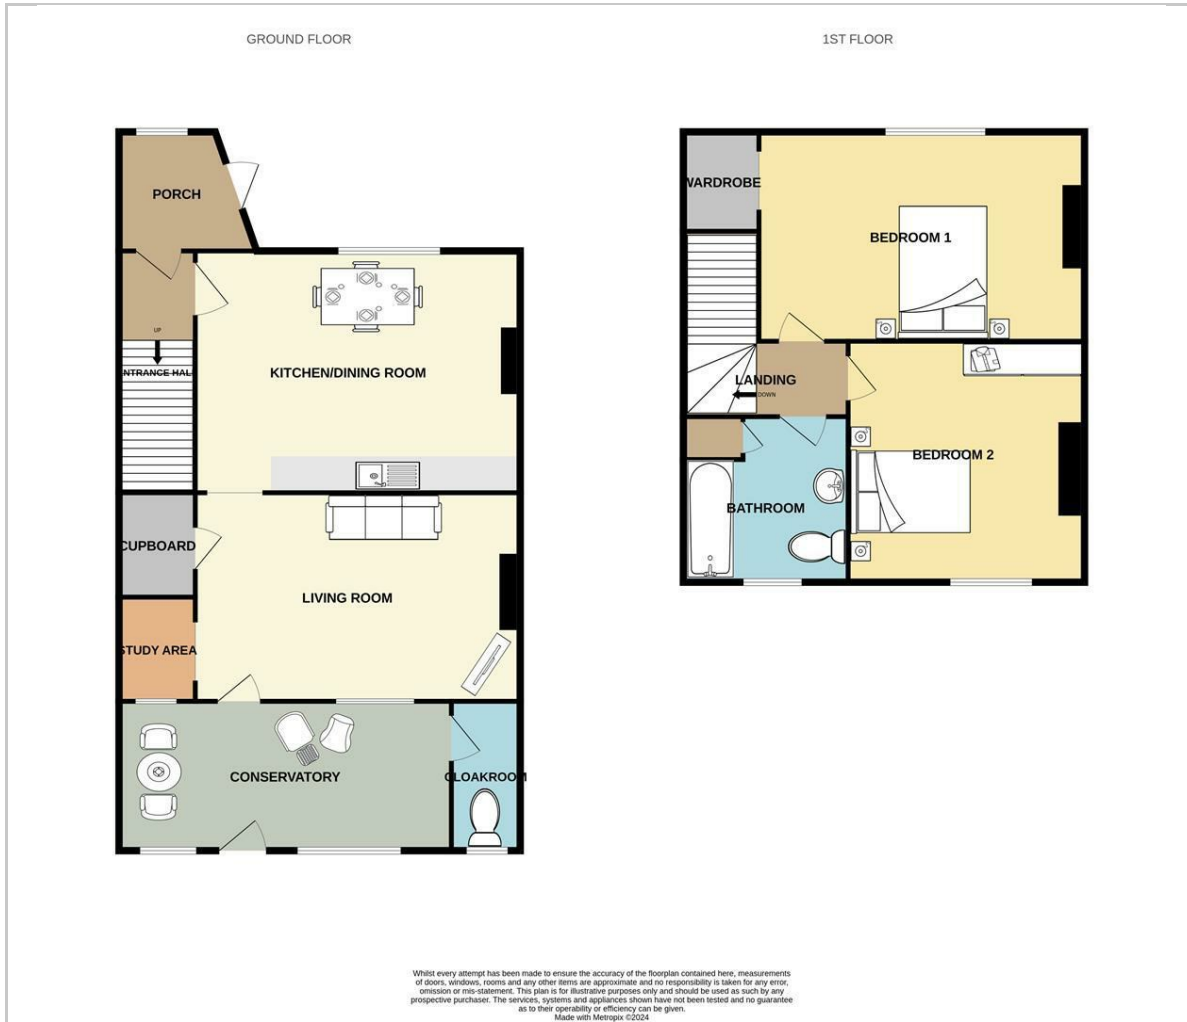 GROUND FLOOR
1ST FLOOR
PORCH
UP
ENTRANCE HALL
KITCHEN/DINING ROOM
CUPBOARD
LIVING ROOM
STUDY AREA
CONSERVATORY
CLOAKROOM
WARDROBE
BEDROOM 1
LANDING
DOWN
BEDROOM 2
BATHROOM
Whilst every attempt has been made to ensure the accuracy of the floorplan contained here, measurements
of doors, windows, rooms and any other items are approximate and no responsibility is taken for any error,
omission or mis-statement. This plan is for illustrative purposes only and should be used as such by any
prospective purchaser. The services, systems and appliances shown have not been tested and no guarantee
as to their operability or efficiency can be given.
Made with Metropix ©2024